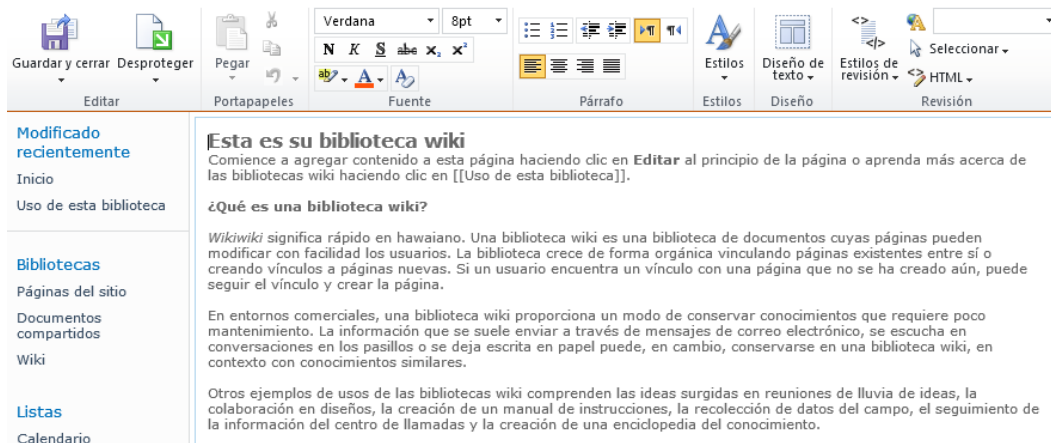 Verdana 8pt
N K S abc x₂ x²
A A
Guardar y cerrar Desproteger
Pegar
Estilos
Diseño de texto
Estilos de revisión
Seleccionar
HTML
Editar Portapapeles Fuente Párrafo Estilos Diseño Revisión
Modificado
recientemente
Inicio
Uso de esta biblioteca
Bibliotecas
Páginas del sitio
Documentos
compartidos
Wiki
Listas
Calendario
Esta es su biblioteca wiki
Comience a agregar contenido a esta página haciendo clic en Editar al principio de la página o aprenda más acerca de
las bibliotecas wiki haciendo clic en [[Uso de esta biblioteca]].
¿Qué es una biblioteca wiki?
Wikiwiki significa rápido en hawaiano. Una biblioteca wiki es una biblioteca de documentos cuyas páginas pueden
modificar con facilidad los usuarios. La biblioteca crece de forma orgánica vinculando páginas existentes entre sí o
creando vínculos a páginas nuevas. Si un usuario encuentra un vínculo con una página que no se ha creado aún, puede
seguir el vínculo y crear la página.
En entornos comerciales, una biblioteca wiki proporciona un modo de conservar conocimientos que requiere poco
mantenimiento. La información que se suele enviar a través de mensajes de correo electrónico, se escucha en
conversaciones en los pasillos o se deja escrita en papel puede, en cambio, conservarse en una biblioteca wiki, en
contexto con conocimientos similares.
Otros ejemplos de usos de las bibliotecas wiki comprenden las ideas surgidas en reuniones de lluvia de ideas, la
colaboración en diseños, la creación de un manual de instrucciones, la recolección de datos del campo, el seguimiento de
la información del centro de llamadas y la creación de una enciclopedia del conocimiento.